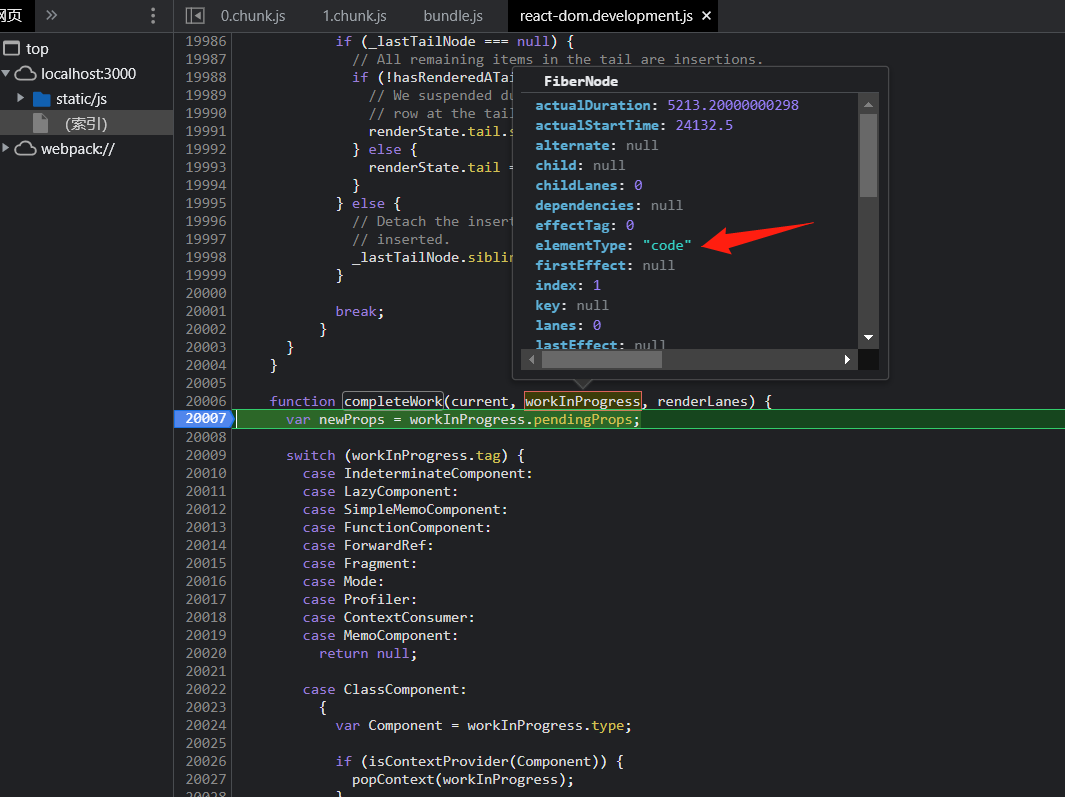 网页
0.chunk.js 1.chunk.js bundle.js react-dom.development.js ×
top
localhost:3000
static/js
(索引)
webpack://
19986 if (_lastTailNode === null) {
19987 // All remaining items in the tail are insertions.
19988 if (!hasRenderedATai
19989 // We suspended du
19990 // row at the tail
19991 renderState.tail.s
19992 } else {
19993 renderState.tail =
19994 }
19995 } else {
19996 // Detach the insert
19997 // inserted.
19998 _lastTailNode.siblin
19999 }
20000
20001 break;
20002 }
20003 }
20004 }
20005
20006 function completeWork(current, workInProgress, renderLanes) {
20007 var newProps = workInProgress.pendingProps;
20008
20009 switch (workInProgress.tag) {
20010 case IndeterminateComponent:
20011 case LazyComponent:
20012 case SimpleMemoComponent:
20013 case FunctionComponent:
20014 case ForwardRef:
20015 case Fragment:
20016 case Mode:
20017 case Profiler:
20018 case ContextConsumer:
20019 case MemoComponent:
20020 return null;
20021
20022 case ClassComponent:
20023 {
20024 var Component = workInProgress.type;
20025
20026 if (isContextProvider(Component)) {
20027 popContext(workInProgress);
20028 }
FiberNode
actualDuration: 5213.20000000298
actualStartTime: 24132.5
alternate: null
child: null
childLanes: 0
dependencies: null
effectTag: 0
elementType: "code"
firstEffect: null
index: 1
key: null
lanes: 0
lastEffect: null